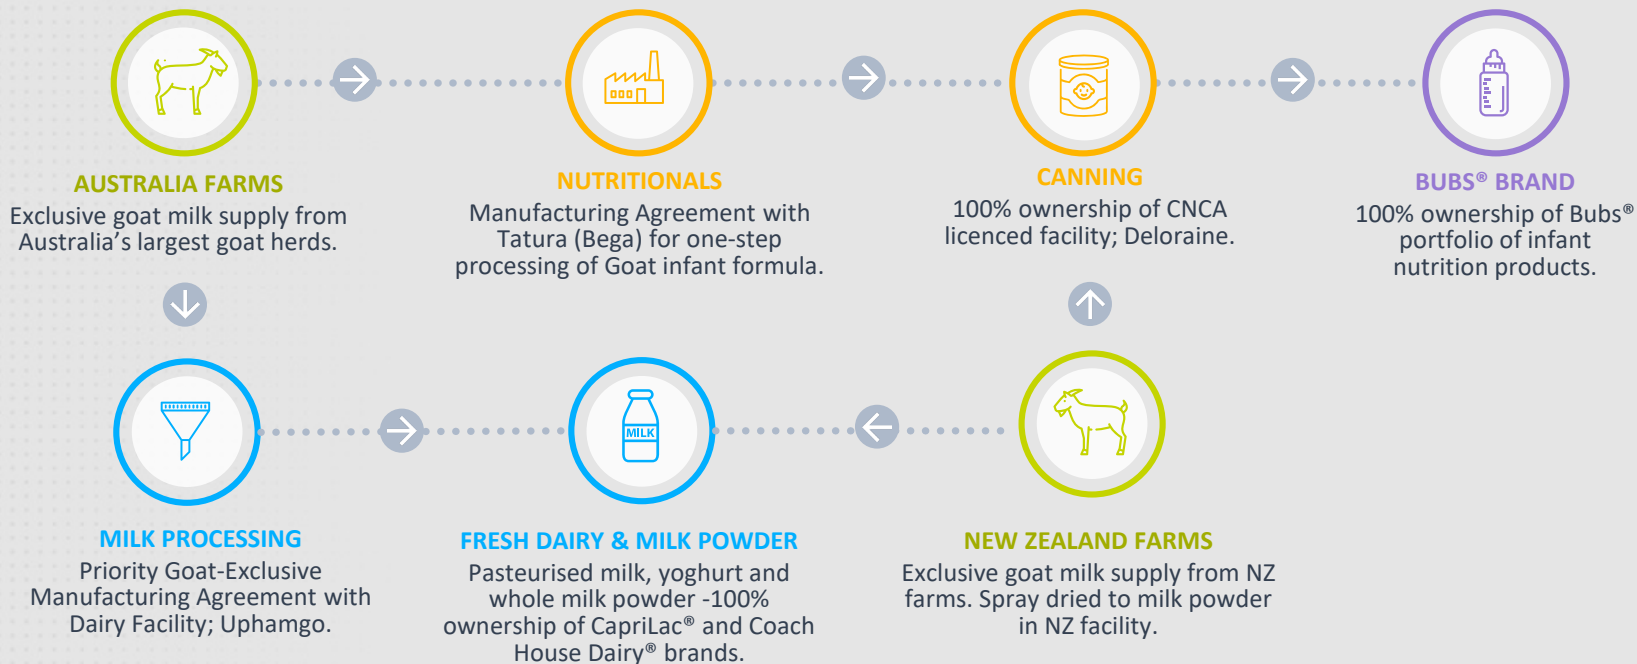 AUSTRALIA FARMS
Exclusive goat milk supply from
Australia's largest goat herds.
NUTRITIONALS
Manufacturing Agreement with
Tatura (Bega) for one-step
processing of Goat infant formula.
CANNING
100% ownership of CNCA
licenced facility; Deloraine.
BUBS® BRAND
100% ownership of Bubs®
portfolio of infant
nutrition products.
MILK PROCESSING
Priority Goat-Exclusive
Manufacturing Agreement with
Dairy Facility; Uphamgo.
MILK
FRESH DAIRY & MILK POWDER
Pasteurised milk, yoghurt and
whole milk powder -100%
ownership of CapriLac® and Coach
House Dairy® brands.
NEW ZEALAND FARMS
Exclusive goat milk supply from NZ
farms. Spray dried to milk powder
in NZ facility.